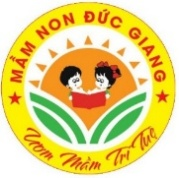 ★ MẦM NON ĐỨC GIANG ★
Ươm Mầm Trí Tuệ